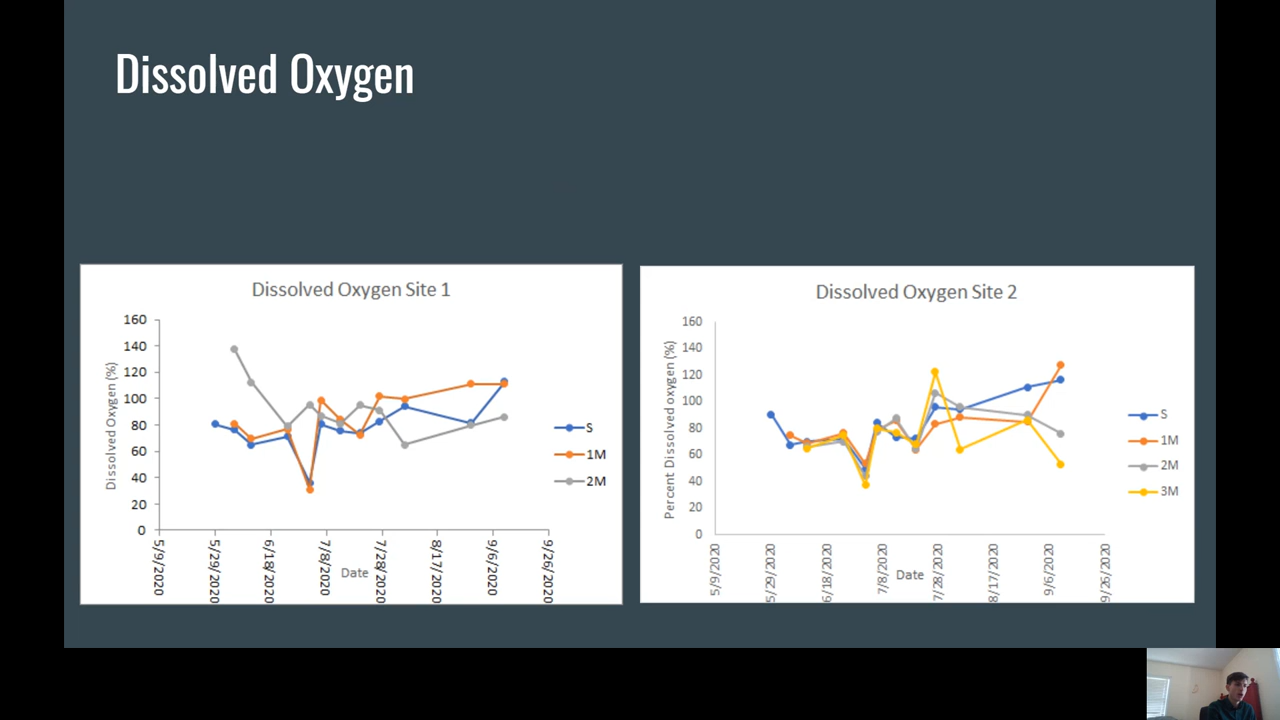 Dissolved Oxygen
Dissolved Oxygen Site 1
Dissolved Oxygen (%)
160
140
120
100
80
60
40
20
0
5/9/2020
5/29/2020
6/18/2020
7/8/2020
7/28/2020
8/17/2020
9/6/2020
9/26/2020
Date
S
1M
2M
Dissolved Oxygen Site 2
Percent Dissolved oxygen (%)
160
140
120
100
80
60
40
20
0
5/9/2020
5/29/2020
6/18/2020
7/8/2020
7/28/2020
8/17/2020
9/6/2020
9/26/2020
Date
S
1M
2M
3M